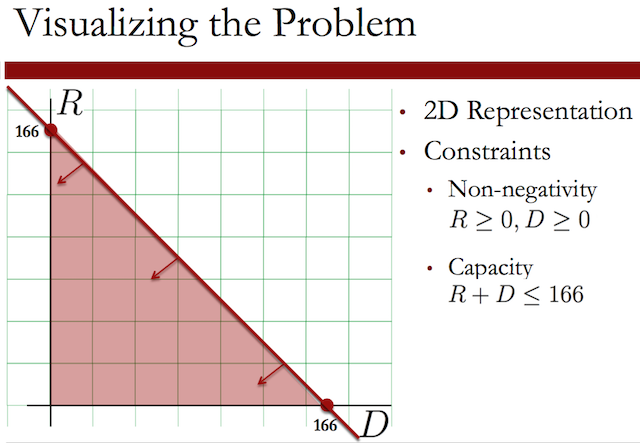 Visualizing the Problem
R
166
166
D
• 2D Representation
• Constraints
• Non-negativity
R ≥ 0, D ≥ 0
• Capacity
R + D ≤ 166